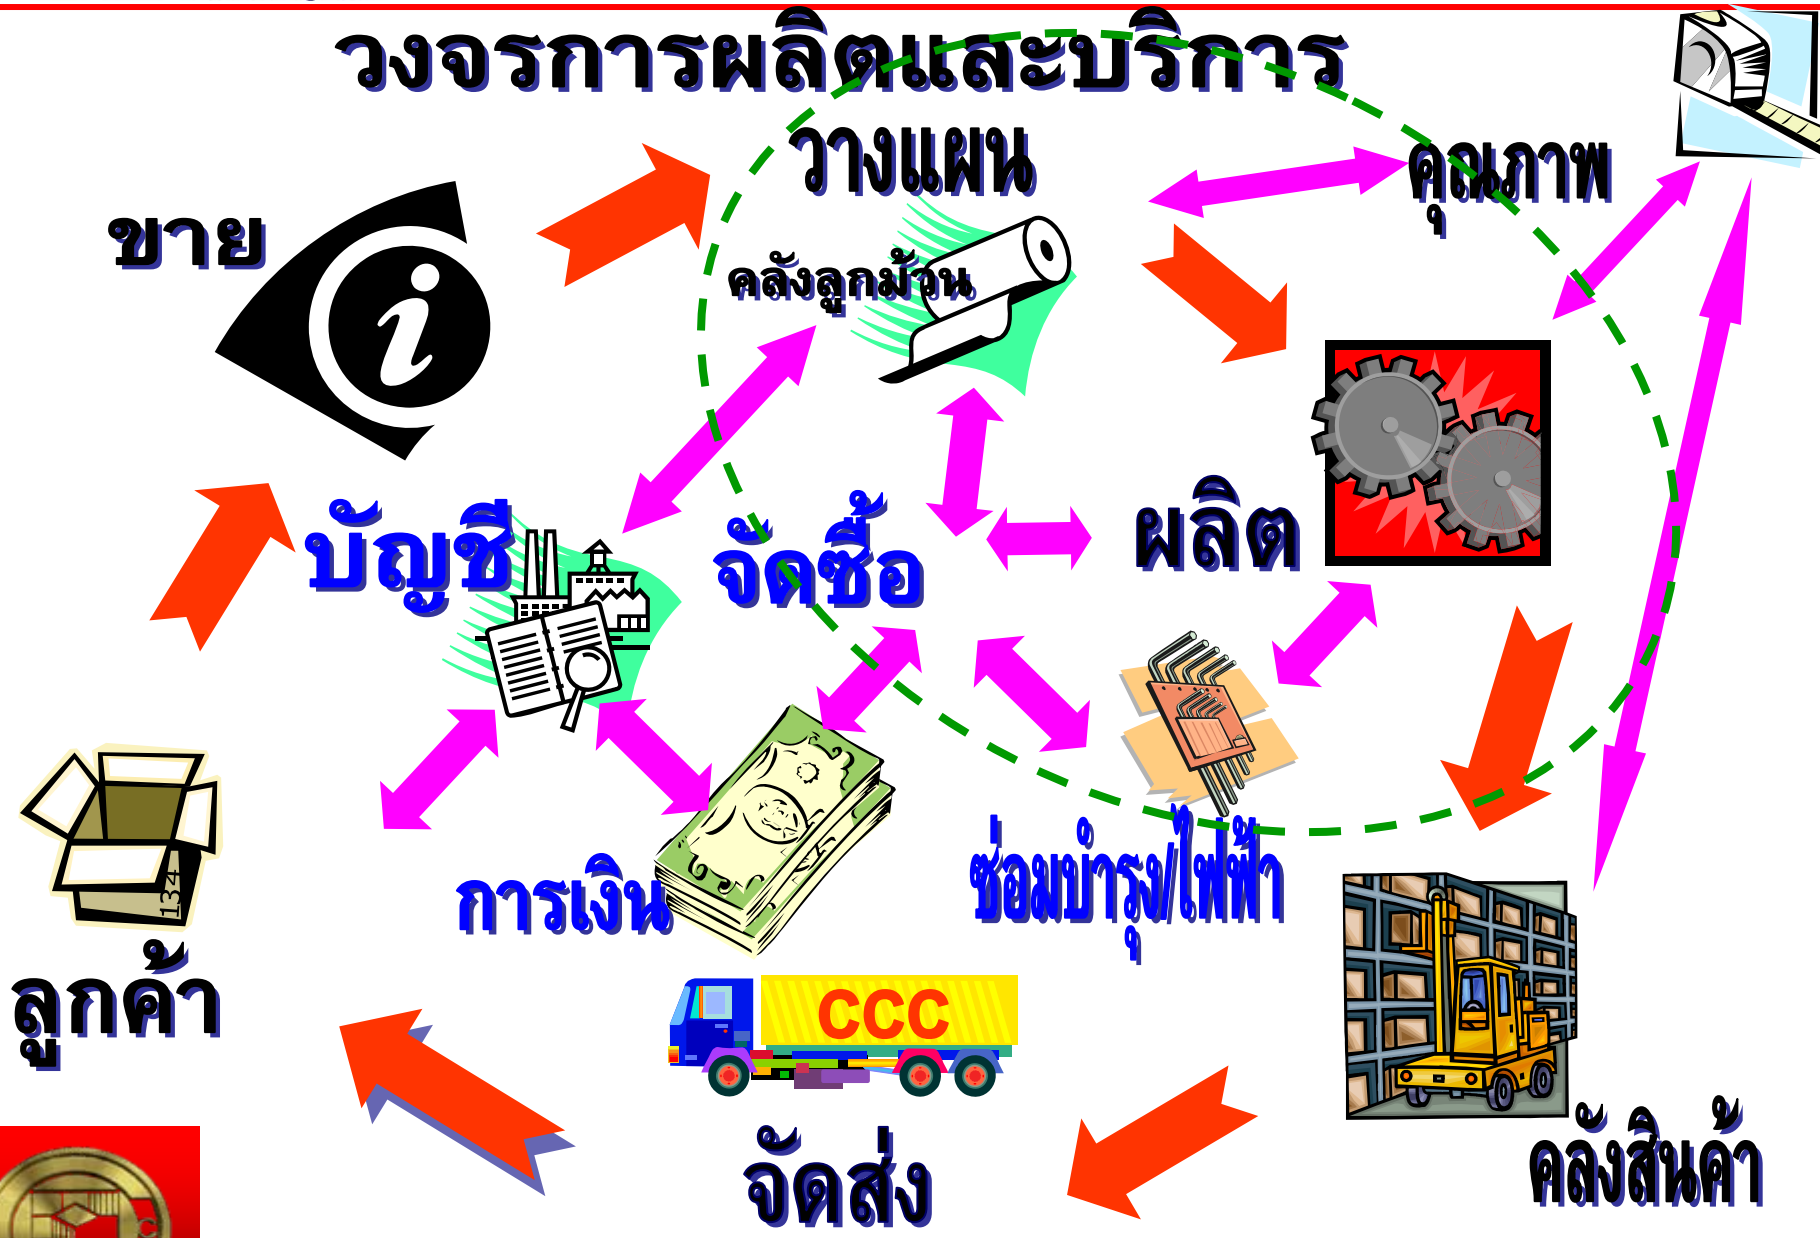 วงจรการผลิตและบริการ
วางแผน
คุณภาพ
ขาย
คลังลูกม้วน
บัญชี
จัดซื้อ
ผลิต
134
การเงิน
ซ่อมบำรุง/ไฟฟ้า
ลูกค้า
CCC
คลังสินค้า
จัดส่ง